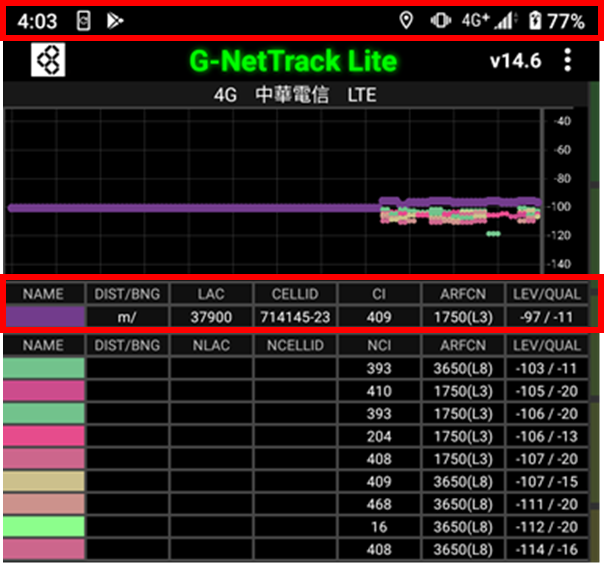 4:03 4G+ 77%
G-NetTrack Lite v14.6
4G 中華電信 LTE
-40
-60
-80
-100
-120
-140
NAME DIST/BNG LAC CELLID CI ARFCN LEV/QUAL
m/ 37900 714145-23 409 1750(L3) -97 / -11
NAME DIST/BNG NLAC NCELLID NCI ARFCN LEV/QUAL
393 3650(L8) -103 / -11
410 1750(L3) -105 / -20
393 1750(L3) -106 / -20
204 1750(L3) -106 / -13
408 1750(L3) -107 / -20
409 3650(L8) -107 / -15
468 3650(L8) -111 / -20
16 3650(L8) -112 / -20
408 3650(L8) -114 / -16